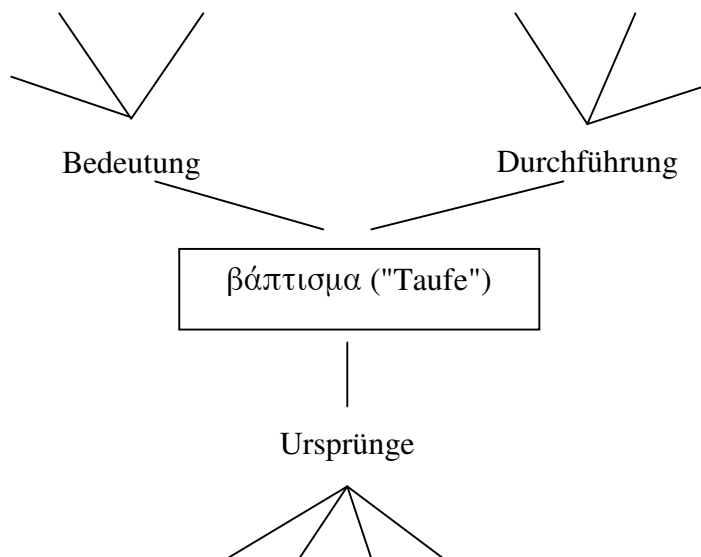 Bedeutung
Durchführung
βάπτισμα ("Taufe")
Ursprünge